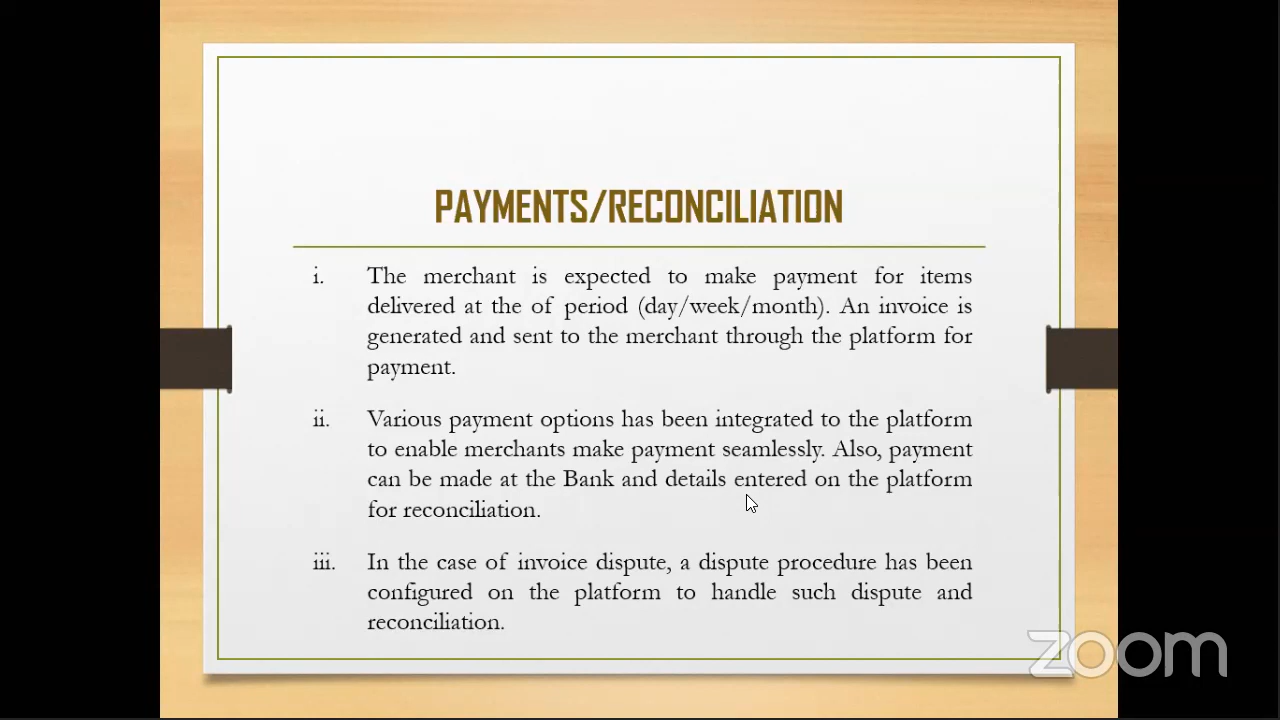 PAYMENTS/RECONCILIATION
i. The merchant is expected to make payment for items
delivered at the of period (day/week/month). An invoice is
generated and sent to the merchant through the platform for
payment.
ii. Various payment options has been integrated to the platform
to enable merchants make payment seamlessly. Also, payment
can be made at the Bank and details entered on the platform
for reconciliation.
iii. In the case of invoice dispute, a dispute procedure has been
configured on the platform to handle such dispute and
reconciliation.
zoom